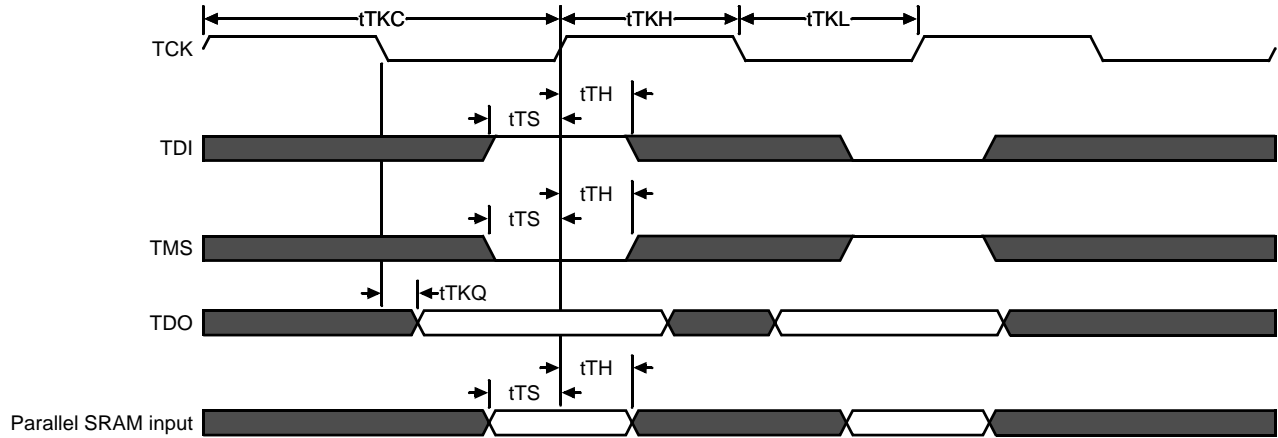 tTKC tTKH tTKL
TCK
tTH
tTS
TDI
tTH
tTS
TMS
tTKQ
TDO
tTH
tTS
Parallel SRAM input